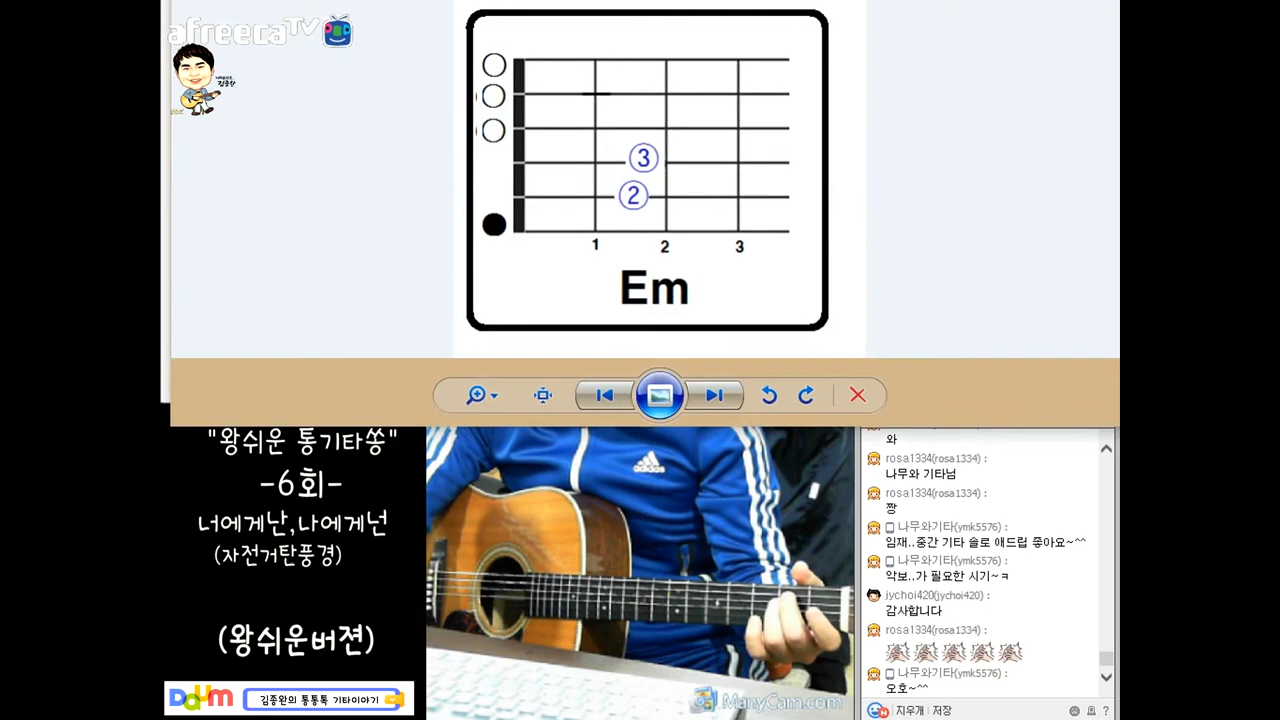 afreecaTV
3
2
1 2 3
Em
"왕쉬운 통기타쏭"
-6회-
너에게난,나에게넌
(자전거탄풍경)
(왕쉬운버젼)
Daum
김종완의 통통톡 기타이야기
adidas
ManyCam.com
와
rosa1334(rosa1334) :
나무와 기타님
rosa1334(rosa1334) :
짱
나무와기타(ymk5576) :
임재..중간 기타 솔로 애드립 좋아요~^^
나무와기타(ymk5576) :
악보..가 필요한 시기~ㅋ
jychoi420(jychoi420) :
감사합니다
rosa1334(rosa1334) :
나무와기타(ymk5576) :
오호~^^
지우개 | 저장
?